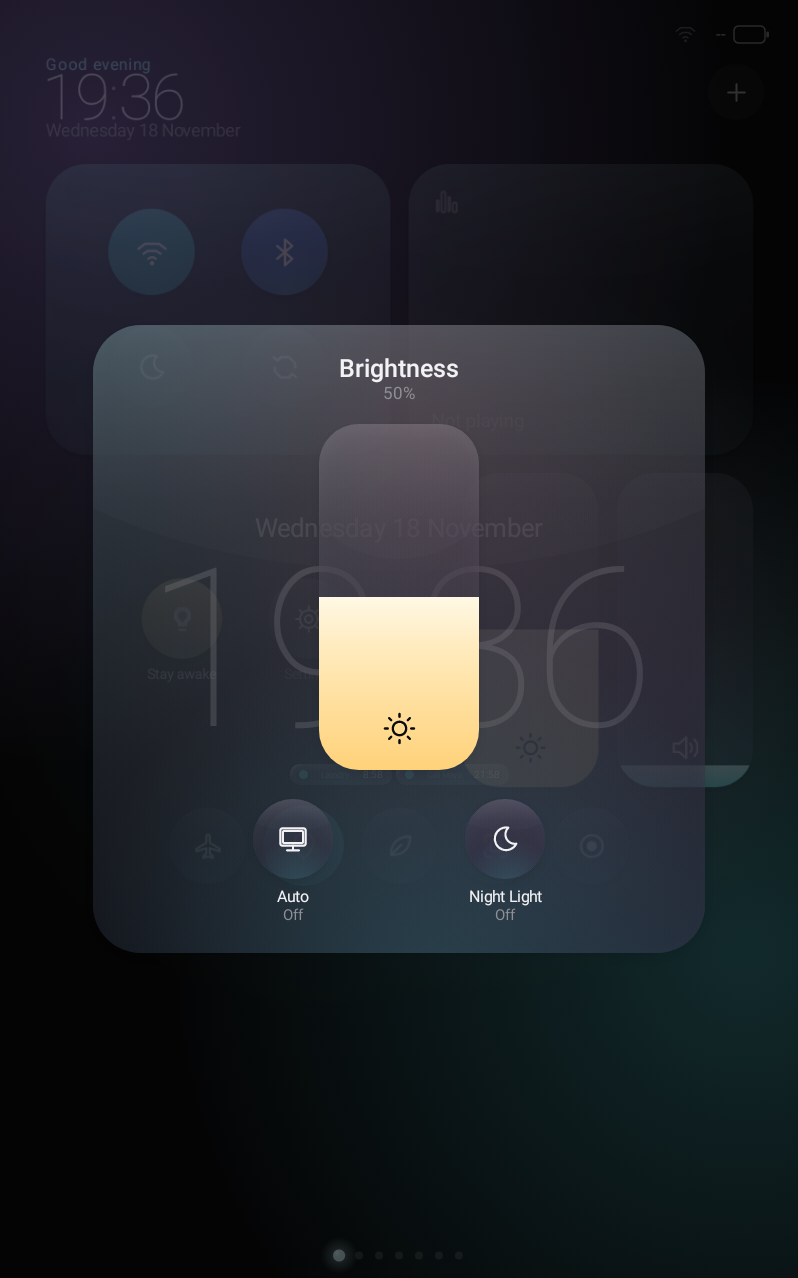 --
Good evening
19:36
Wednesday 18 November
Brightness
50%
Not playing
Wednesday 18 November
19 36
Stay awake
Auto
Off
Night Light
Off